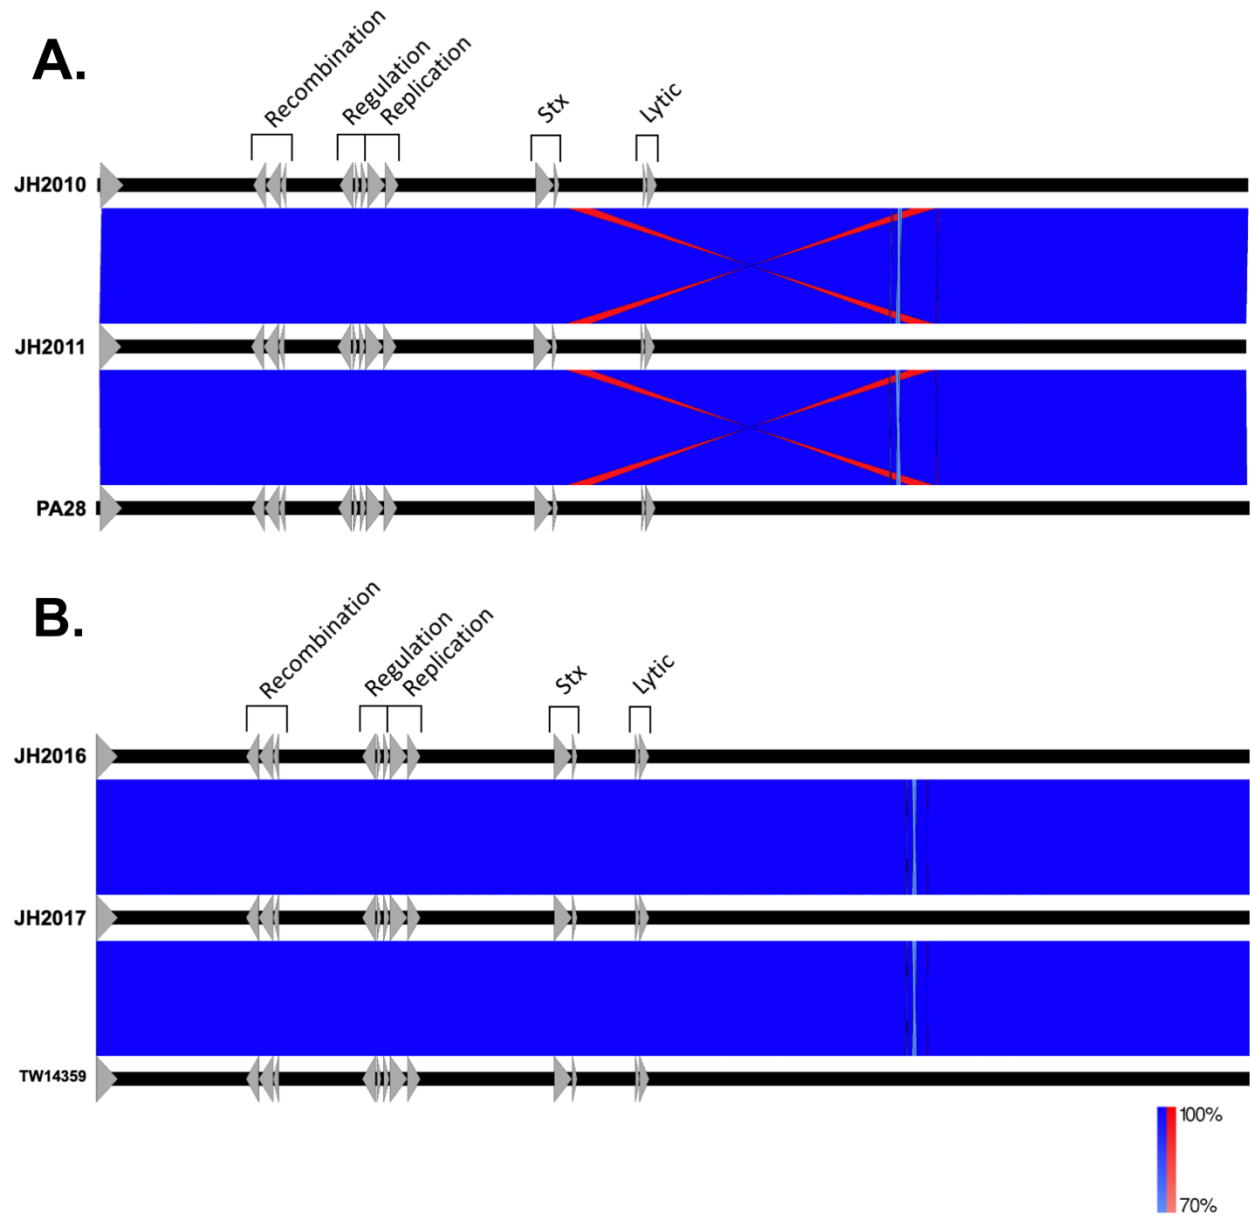 A.
Recombination
Regulation
Replication
Stx
Lytic
JH2010
JH2011
PA28
B.
Recombination
Regulation
Replication
Stx
Lytic
JH2016
JH2017
TW14359
100%
70%